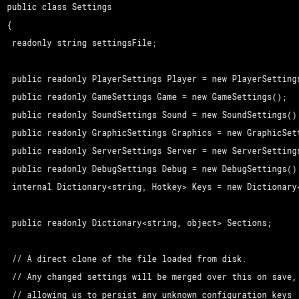 public class Settings
{
readonly string settingsFile;
public readonly PlayerSettings Player = new PlayerSettings
public readonly GameSettings Game = new GameSettings();
public readonly SoundSettings Sound = new SoundSettings()
public readonly GraphicSettings Graphics = new GraphicSett
public readonly ServerSettings Server = new ServerSettings
public readonly DebugSettings Debug = new DebugSettings()
internal Dictionary<string, Hotkey> Keys = new Dictionary<
public readonly Dictionary<string, object> Sections;
// A direct clone of the file loaded from disk.
// Any changed settings will be merged over this on save,
// allowing us to persist any unknown configuration keys